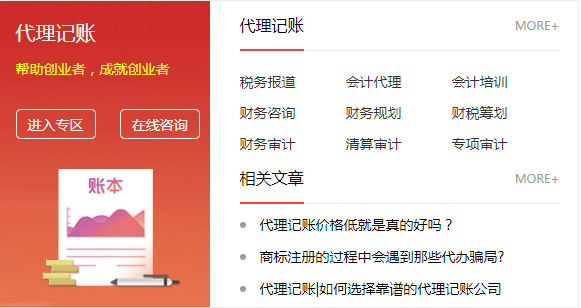 代理记账
帮助创业者，成就创业者
进入专区 在线咨询
账本
代理记账 MORE+
税务报道 会计代理 会计培训
财务咨询 财务规划 财税筹划
财务审计 清算审计 专项审计
相关文章 MORE+
代理记账价格低就是真的好吗？
商标注册的过程中会遇到那些代办骗局?
代理记账|如何选择靠谱的代理记账公司